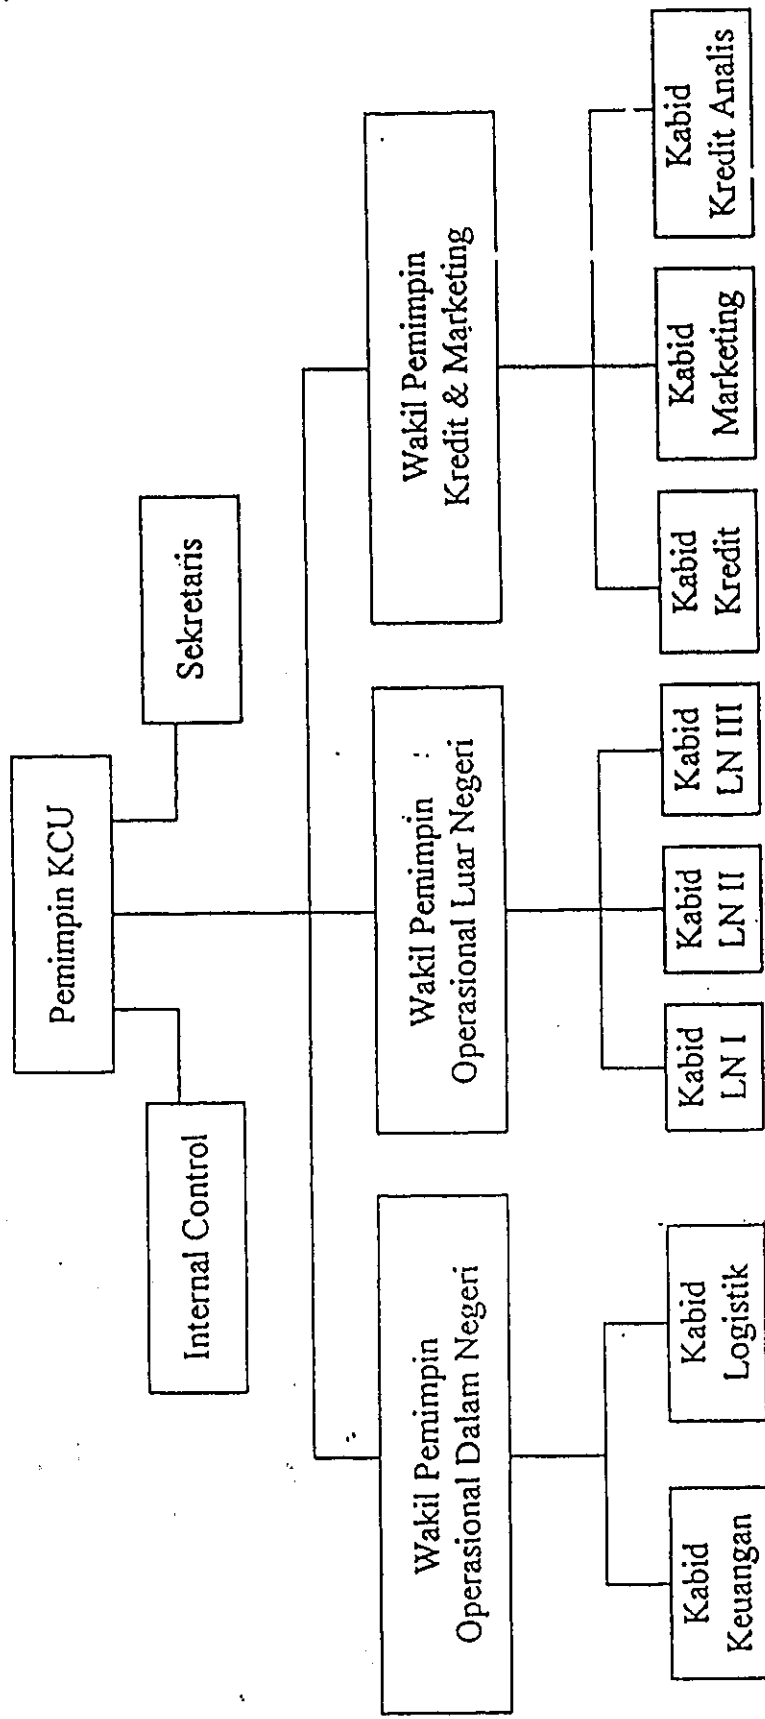 Pemimpin KCU
Internal Control
Sekretaris
Wakil Pemimpin
Operasional Dalam Negeri
Wakil Pemimpin
Operasional Luar Negeri
Wakil Pemimpin
Kredit & Marketing
Kabid
Keuangan
Kabid
Logistik
Kabid
LN I
Kabid
LN II
Kabid
LN III
Kabid
Kredit
Kabid
Marketing
Kabid
Kredit Analis